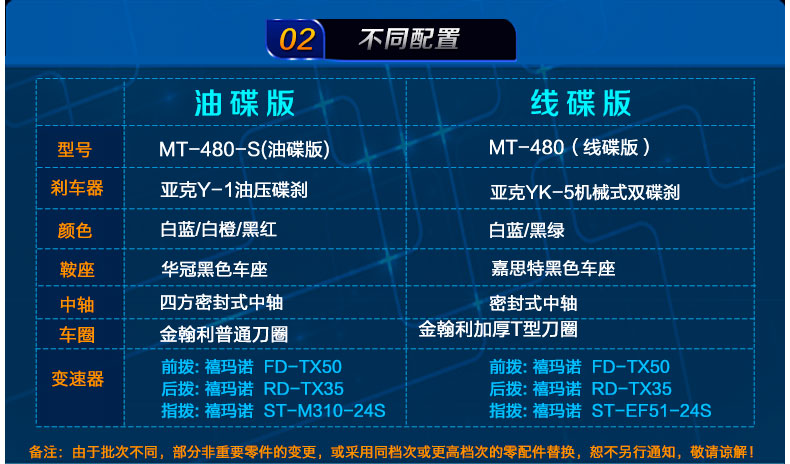 02 不同配置
油碟版 线碟版
型号 MT-480-S(油碟版) MT-480（线碟版）
刹车器 亚克Y-1油压碟刹 亚克YK-5机械式双碟刹
颜色 白蓝/白橙/黑红 白蓝/黑绿
鞍座 华冠黑色车座 嘉思特黑色车座
中轴 四方密封式中轴 密封式中轴
车圈 金翰利普通刀圈 金翰利加厚T型刀圈
变速器
前拨: 禧玛诺 FD-TX50 前拨: 禧玛诺 FD-TX50
后拨: 禧玛诺 RD-TX35 后拨: 禧玛诺 RD-TX35
指拨: 禧玛诺 ST-M310-24S 指拨: 禧玛诺 ST-EF51-24S
备注：由于批次不同，部分非重要零件的变更，或采用同档次或更高档次的零配件替换，恕不另行通知，敬请谅解！